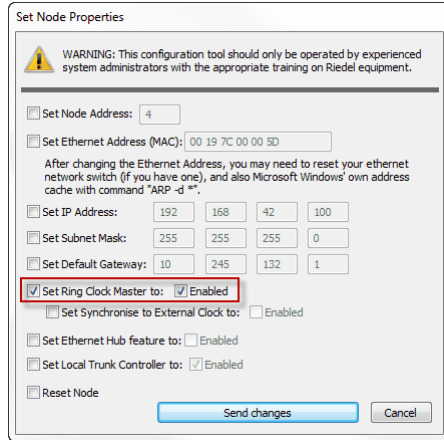 Set Node Properties
WARNING: This configuration tool should only be operated by experienced
system administrators with the appropriate training on Riedel equipment.
Set Node Address: 4
Set Ethernet Address (MAC): 00 19 7C 00 00 5D
After changing the Ethernet Address, you may need to reset your ethernet
network switch (if you have one), and also Microsoft Windows' own address
cache with command "ARP -d *".
Set IP Address: 192 168 42 100
Set Subnet Mask: 255 255 255 0
Set Default Gateway: 10 245 132 1
Set Ring Clock Master to: Enabled
Set Synchronise to External Clock to: Enabled
Set Ethernet Hub feature to: Enabled
Set Local Trunk Controller to: Enabled
Reset Node
Send changes Cancel